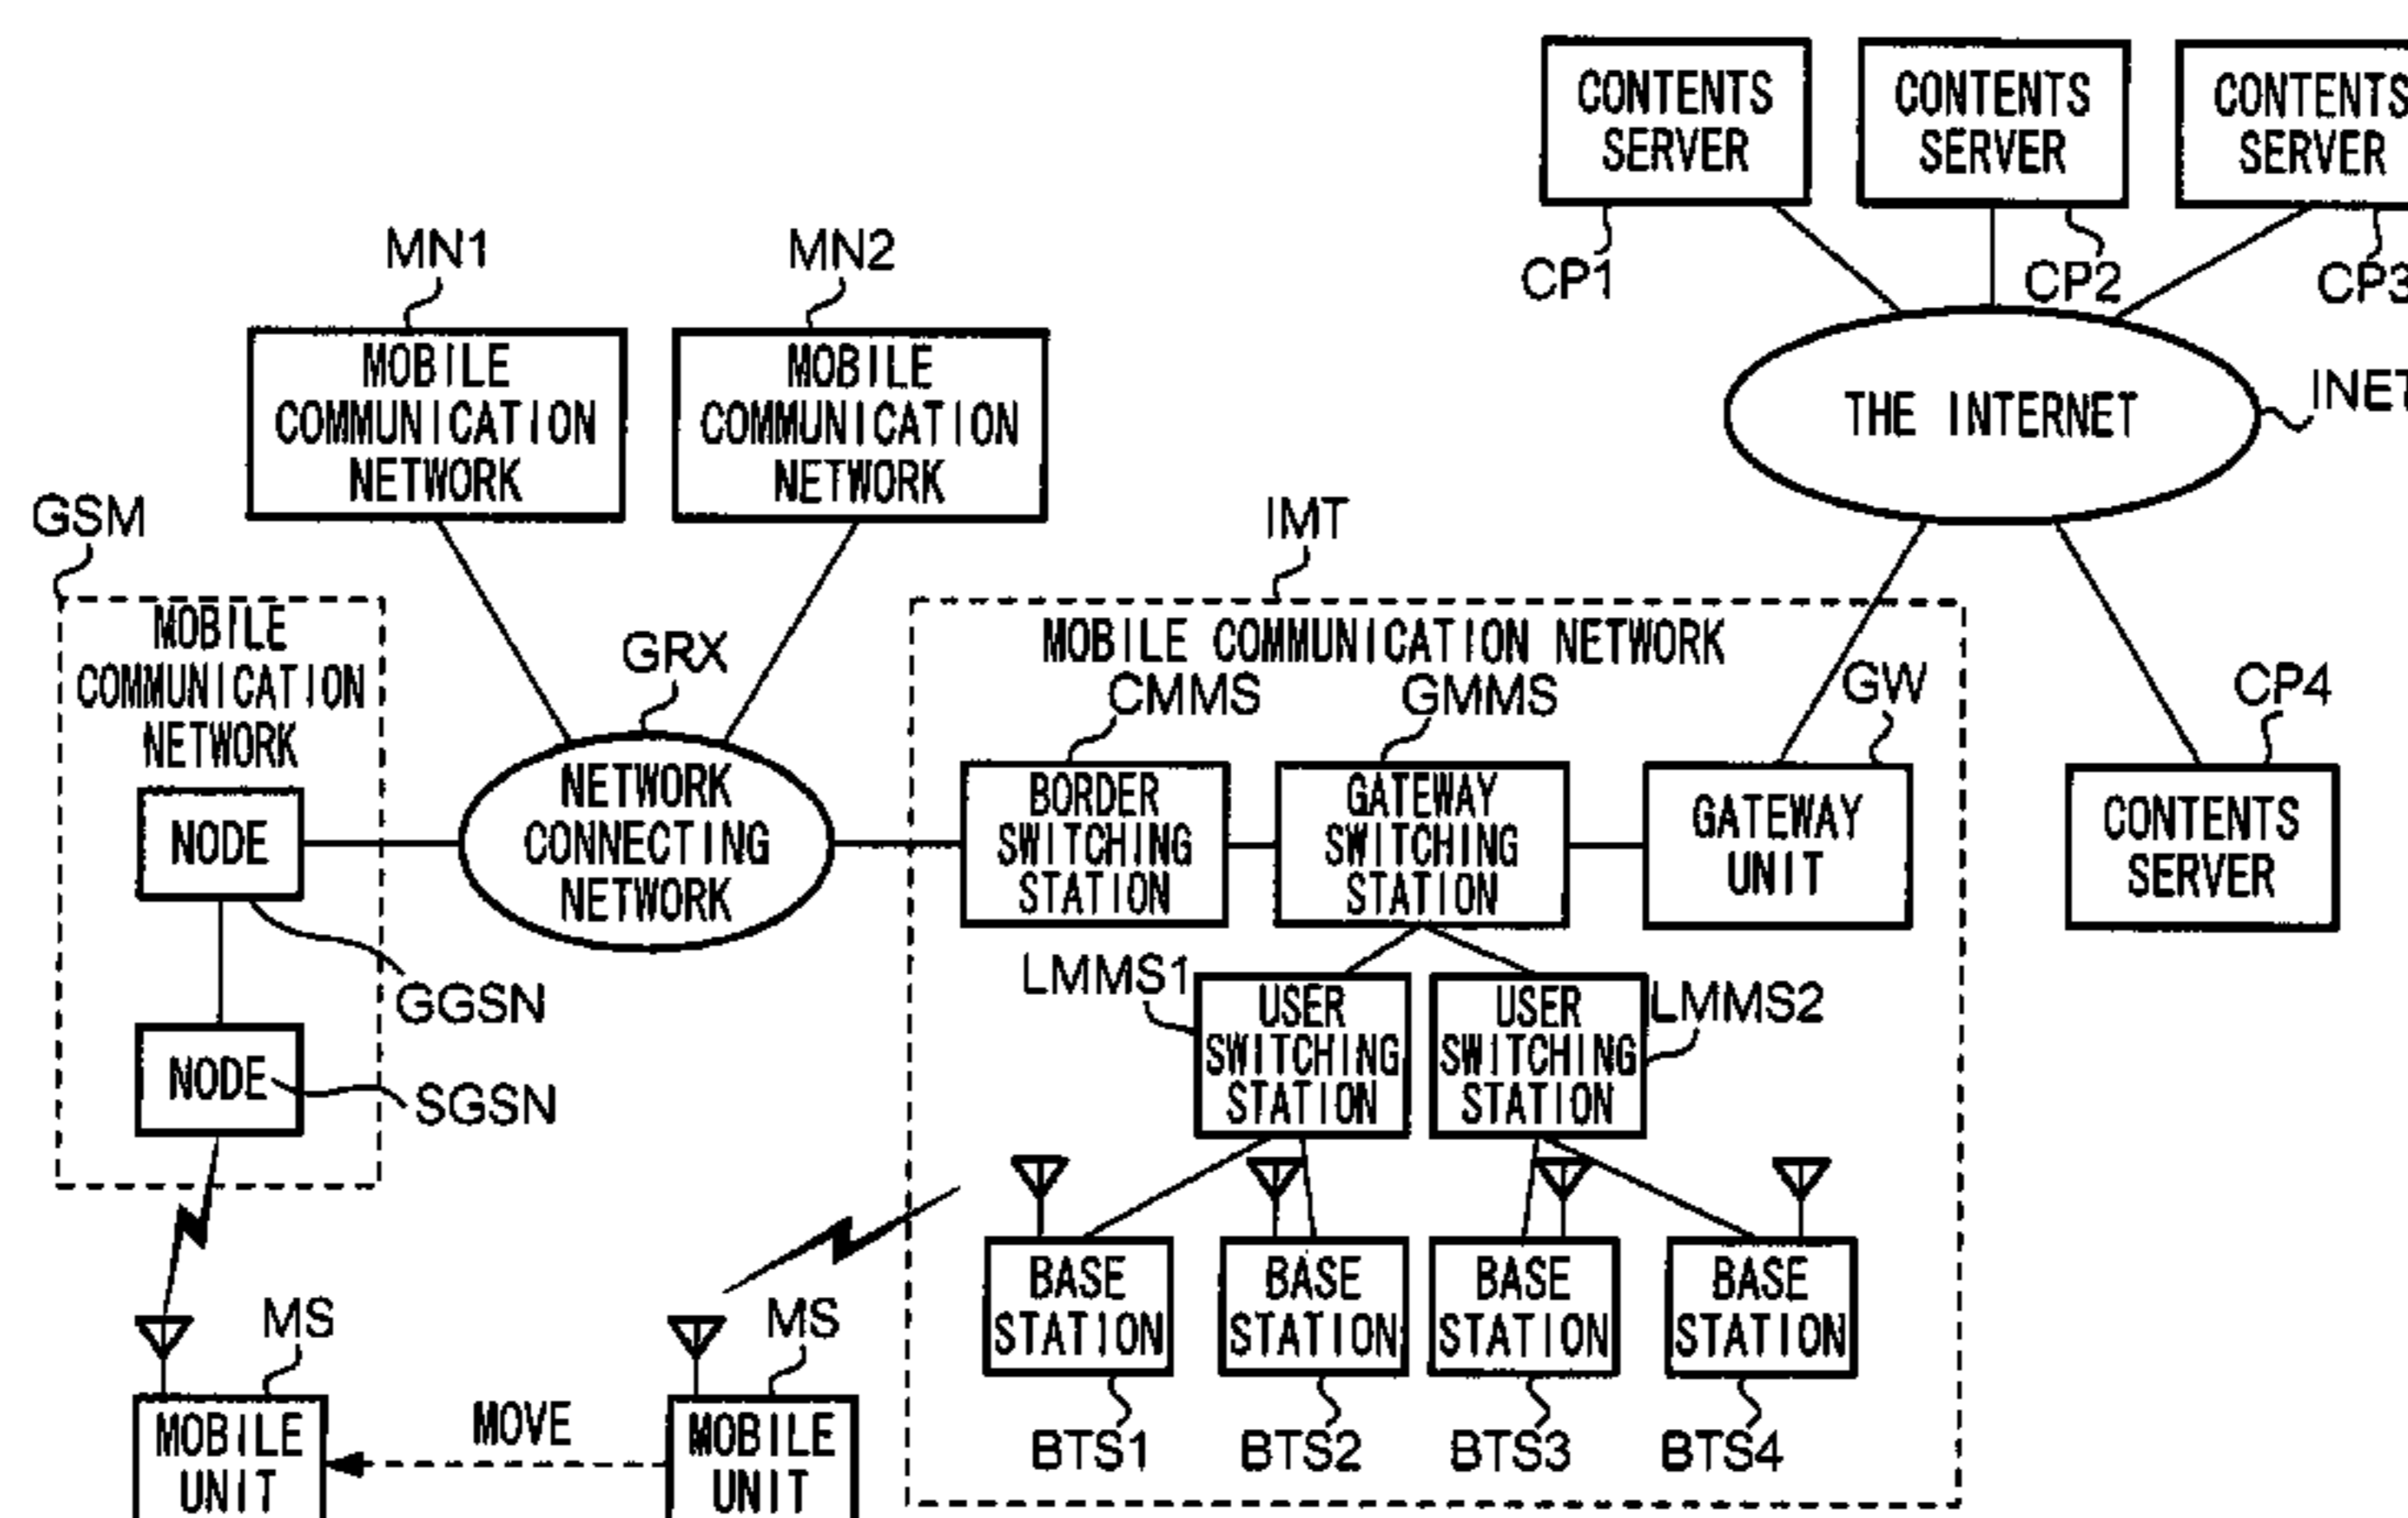 CONTENTS
SERVER
CONTENTS
SERVER
CONTENTS
SERVER
CP1
CP2
CP3
MN1
MN2
MOBILE
COMMUNICATION
NETWORK
MOBILE
COMMUNICATION
NETWORK
THE INTERNET
INET
GSM
IMT
MOBILE
COMMUNICATION
NETWORK
GRX
MOBILE COMMUNICATION NETWORK
CMMS
GMMS
GW
CP4
NODE
NETWORK
CONNECTING
NETWORK
BORDER
SWITCHING
STATION
GATEWAY
SWITCHING
STATION
GATEWAY
UNIT
CONTENTS
SERVER
GGSN
LMMS1
USER
SWITCHING
STATION
USER
SWITCHING
STATION
LMMS2
NODE
SGSN
BASE
STATION
BASE
STATION
BASE
STATION
BASE
STATION
MS
MS
BTS1
BTS2
BTS3
BTS4
MOBILE
UNIT
MOVE
MOBILE
UNIT